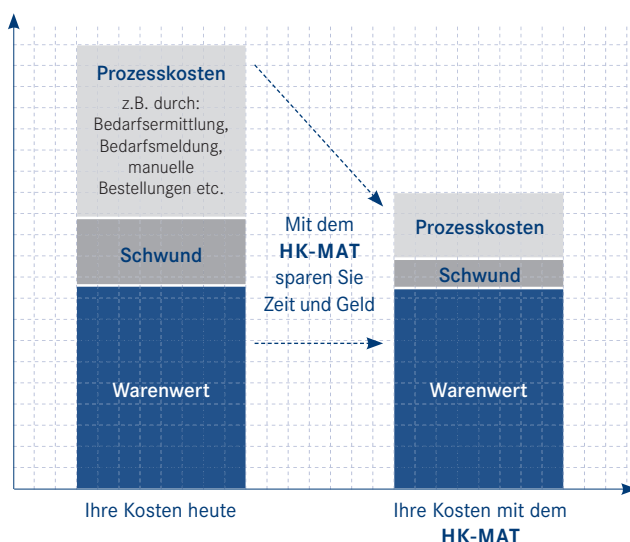 Prozesskosten
z.B. durch:
Bedarfsermittlung,
Bedarfsmeldung,
manuelle
Bestellungen etc.
Schwund
Warenwert
Mit dem
HK-MAT
sparen Sie
Zeit und Geld
Prozesskosten
Schwund
Warenwert
Ihre Kosten heute
Ihre Kosten mit dem
HK-MAT